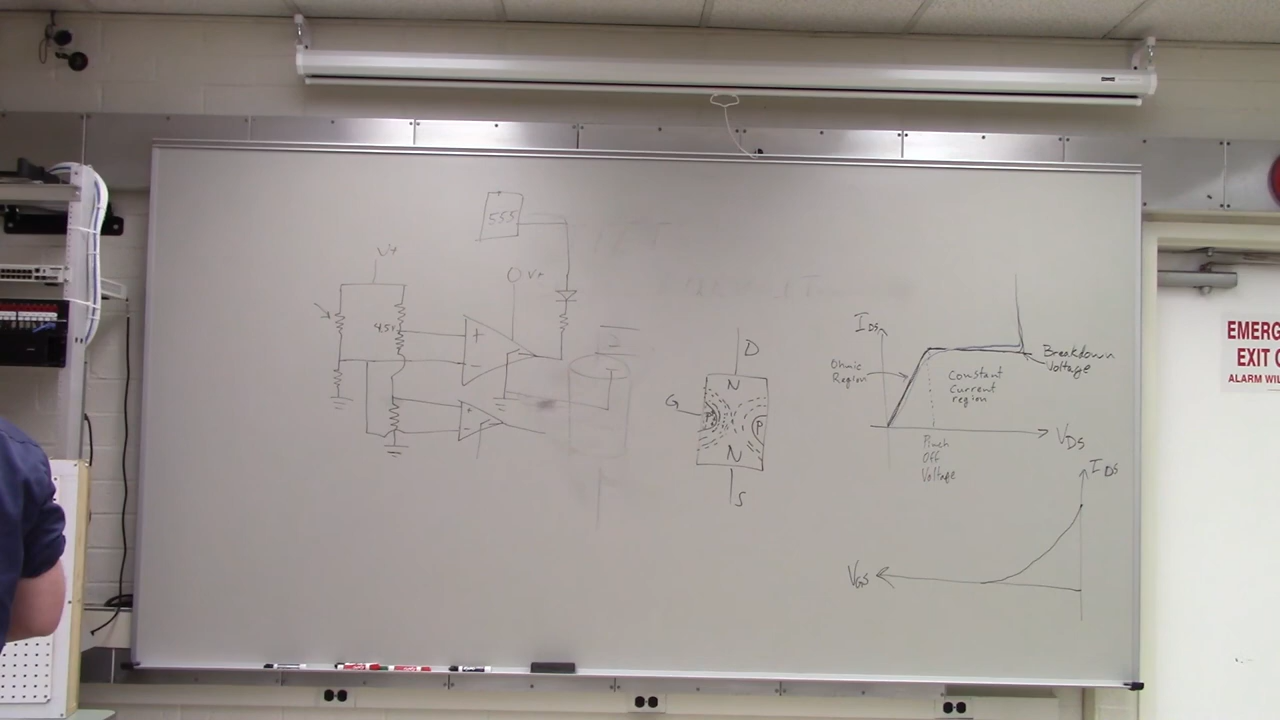 555
V+
V+
4.5V
+
-
+
-
D
N
G
P
P
N
S
IDS
Ohmic
Region
Constant
Current
region
Breakdown
Voltage
VDS
Pinch
Off
Voltage
IDS
VGS
EMERG
EXIT
ALARM WIL